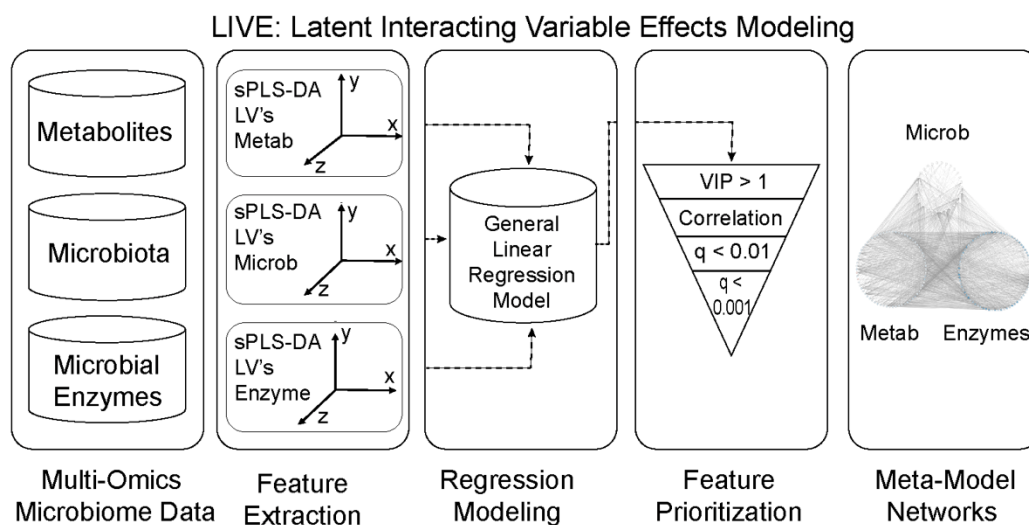 LIVE: Latent Interacting Variable Effects Modeling
Metabolites
Microbiota
Microbial
Enzymes
Multi-Omics
Microbiome Data
sPLS-DA
LV's
Metab
y
x
z
sPLS-DA
LV's
Microb
y
x
z
sPLS-DA
LV's
Enzyme
y
x
z
Feature
Extraction
General
Linear
Regression
Model
Regression
Modeling
VIP > 1
Correlation
q < 0.01
q <
0.001
Feature
Prioritization
Microb
Metab
Enzymes
Meta-Model
Networks